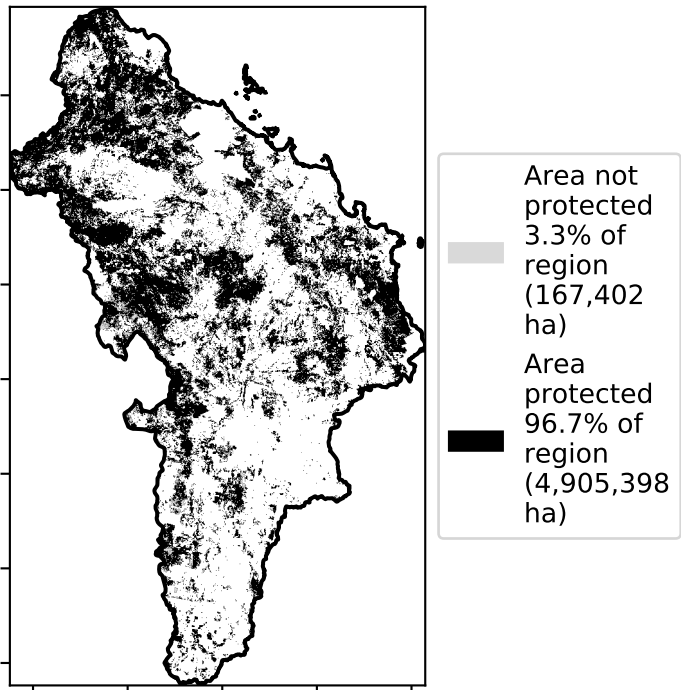 Area not
protected
3.3% of
region
(167,402
ha)
Area
protected
96.7% of
region
(4,905,398
ha)